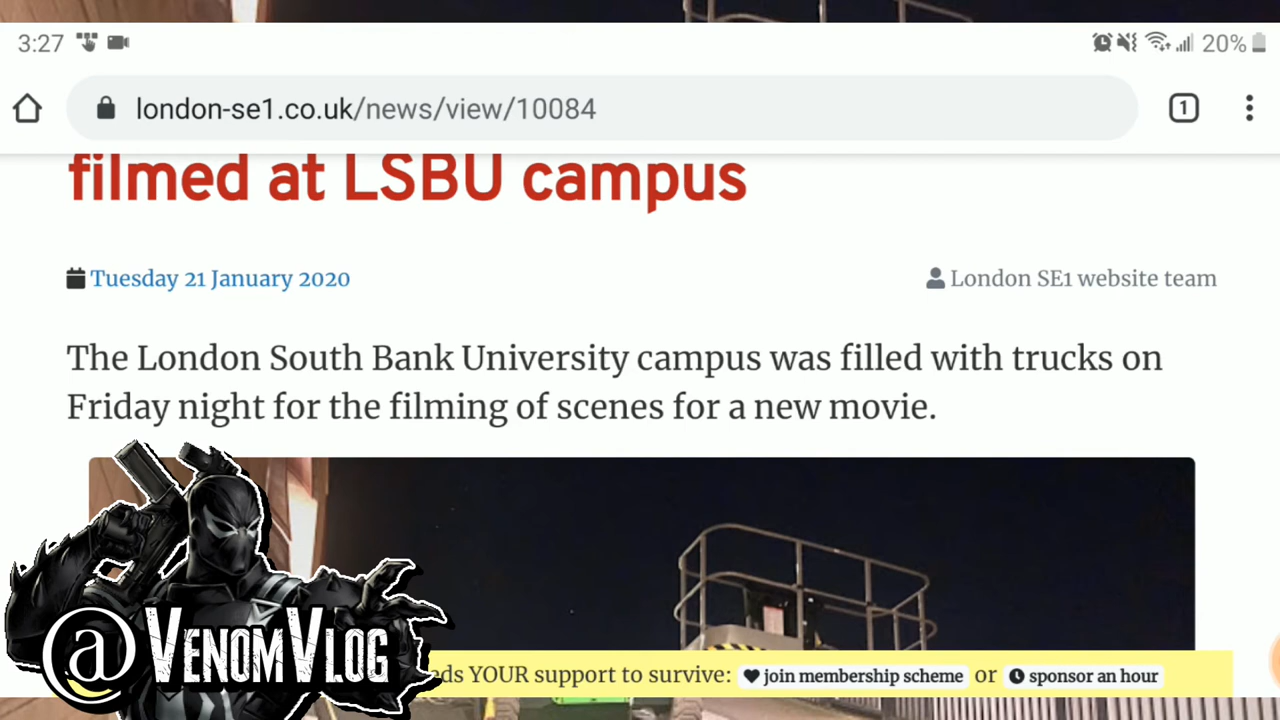 3:27
20%
london-se1.co.uk/news/view/10084
1
filmed at LSBU campus
Tuesday 21 January 2020
London SE1 website team
The London South Bank University campus was filled with trucks on
Friday night for the filming of scenes for a new movie.
YOUR support to survive: join membership scheme or sponsor an hour
@VENOMVLOG